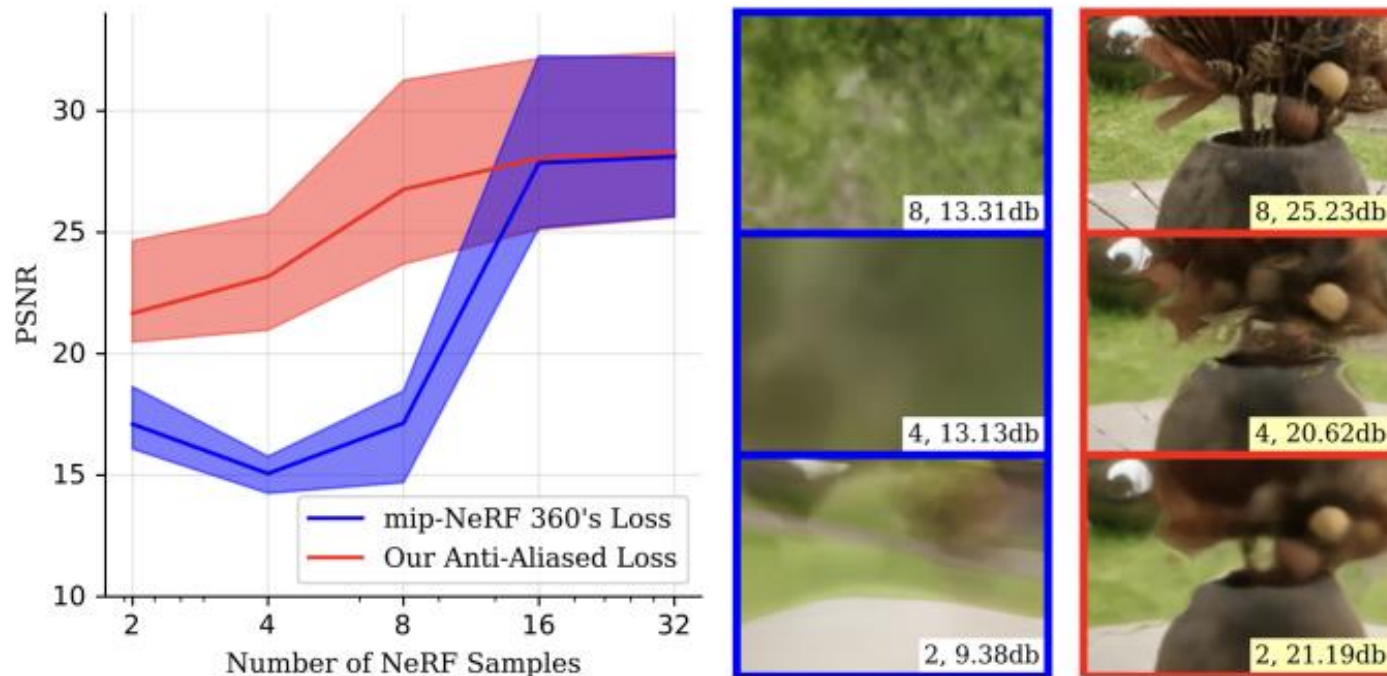 30
25
20
15
10
PSNR
2
4
8
16
32
Number of NeRF Samples
mip-NeRF 360's Loss
Our Anti-Aliased Loss
8, 13.31db
4, 13.13db
2, 9.38db
8, 25.23db
4, 20.62db
2, 21.19db